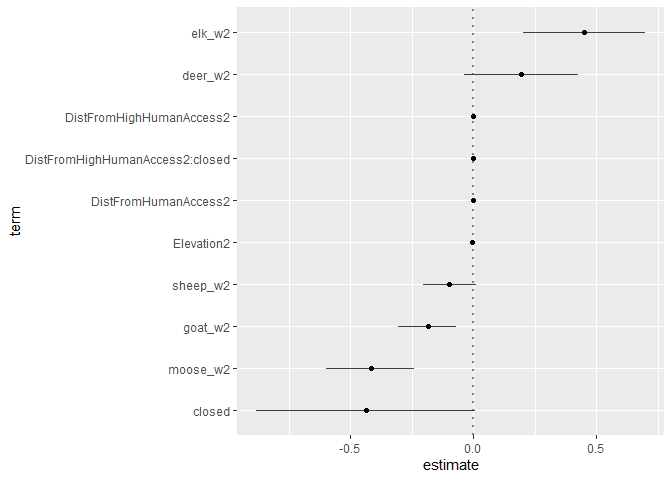 elk_w2
deer_w2
DistFromHighHumanAccess2
DistFromHighHumanAccess2:closed
DistFromHumanAccess2
Elevation2
sheep_w2
goat_w2
moose_w2
closed
term
-0.5 0.0 0.5
estimate